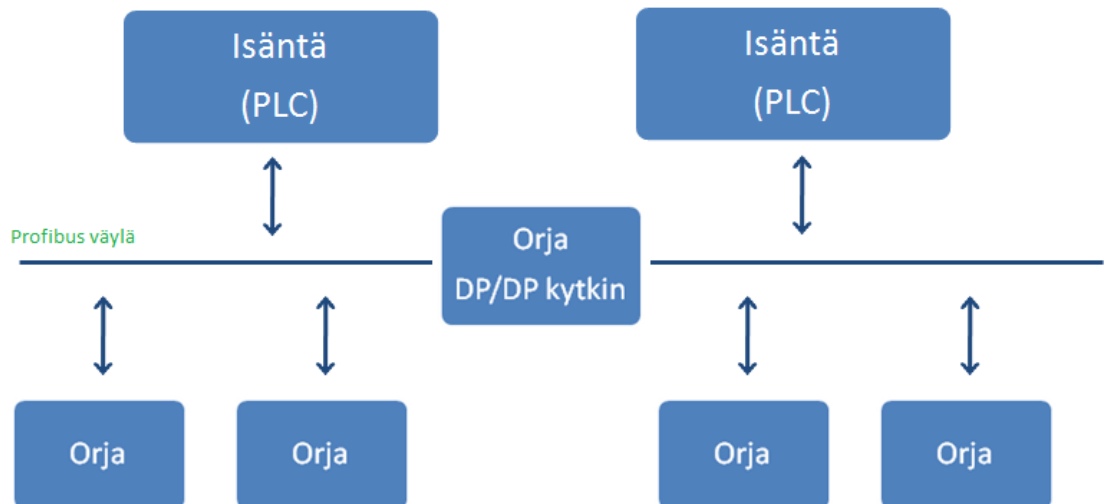 Isäntä
(PLC)
Isäntä
(PLC)
Profibus väylä
Orja
DP/DP kytkin
Orja
Orja
Orja
Orja